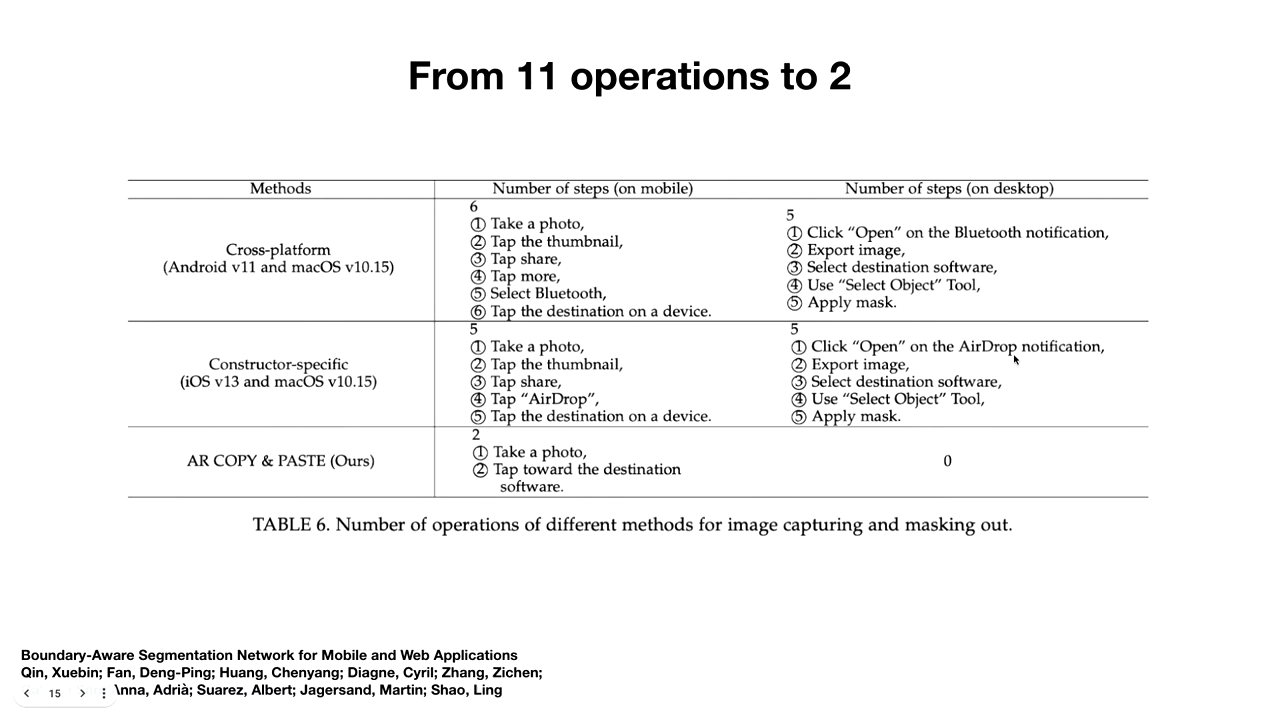 From 11 operations to 2
Methods Number of steps (on mobile) Number of steps (on desktop)
Cross-platform
(Android v11 and macOS v10.15)
6
① Take a photo,
② Tap the thumbnail,
③ Tap share,
④ Tap more,
⑤ Select Bluetooth,
⑥ Tap the destination on a device.
5
① Click “Open” on the Bluetooth notification,
② Export image,
③ Select destination software,
④ Use “Select Object” Tool,
⑤ Apply mask.
Constructor-specific
(iOS v13 and macOS v10.15)
5
① Take a photo,
② Tap the thumbnail,
③ Tap share,
④ Tap “AirDrop”,
⑤ Tap the destination on a device.
5
① Click “Open” on the AirDrop notification,
② Export image,
③ Select destination software,
④ Use “Select Object” Tool,
⑤ Apply mask.
AR COPY & PASTE (Ours)
2
① Take a photo,
② Tap toward the destination
software.
0
TABLE 6. Number of operations of different methods for image capturing and masking out.
Boundary-Aware Segmentation Network for Mobile and Web Applications
Qin, Xuebin; Fan, Deng-Ping; Huang, Chenyang; Diagne, Cyril; Zhang, Zichen;
Adrià; Suarez, Albert; Jagersand, Martin; Shao, Ling
15